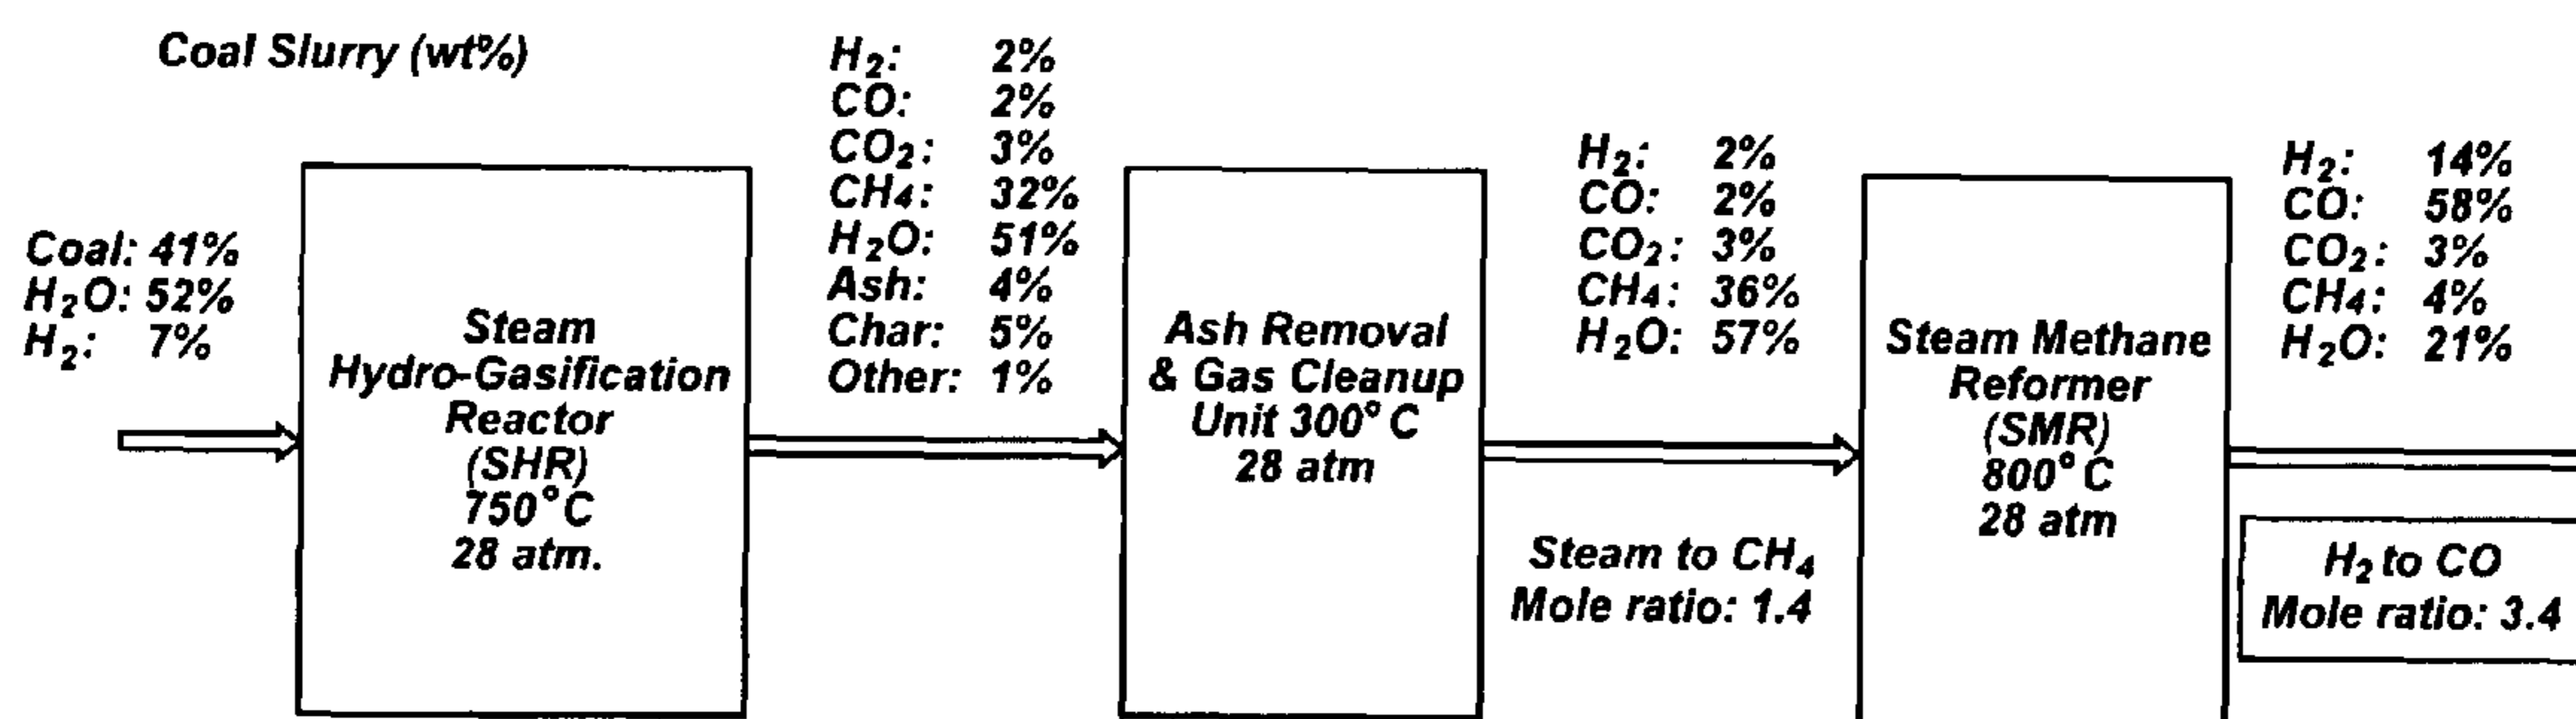 Coal Slurry (wt%)
Coal: 41%
H₂O: 52%
H₂: 7%
Steam
Hydro-Gasification
Reactor
(SHR)
750°C
28 atm.
H₂: 2%
CO: 2%
CO₂: 3%
CH₄: 32%
H₂O: 51%
Ash: 4%
Char: 5%
Other: 1%
Ash Removal
& Gas Cleanup
Unit 300° C
28 atm
H₂: 2%
CO: 2%
CO₂: 3%
CH₄: 36%
H₂O: 57%
Steam to CH₄
Mole ratio: 1.4
Steam Methane
Reformer
(SMR)
800° C
28 atm
H₂: 14%
CO: 58%
CO₂: 3%
CH₄: 4%
H₂O: 21%
H₂ to CO
Mole ratio: 3.4